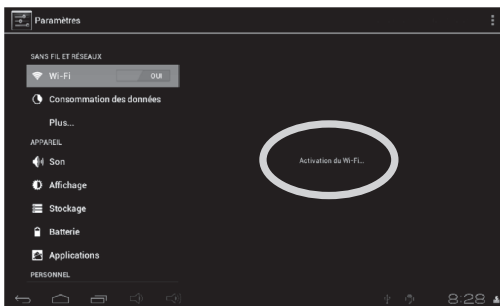 Paramètres
SANS FIL ET RÉSEAUX
Wi-Fi OUI
Consommation des données
Plus...
APPAREIL
Son
Affichage
Stockage
Batterie
Applications
PERSONNEL
Activation du Wi-Fi...
8:28